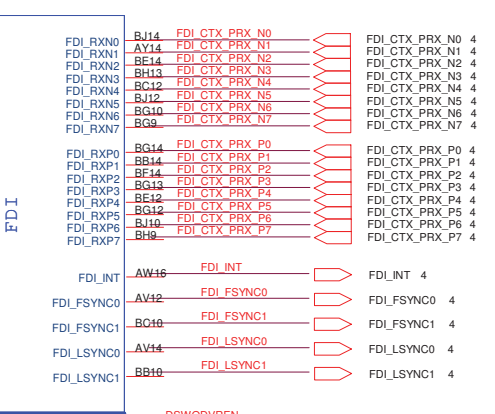 FDI
FDI_RXN0 BJ14 FDI_CTX_PRX_N0 FDI_CTX_PRX_N0 4
FDI_RXN1 AY14 FDI_CTX_PRX_N1 FDI_CTX_PRX_N1 4
FDI_RXN2 BE14 FDI_CTX_PRX_N2 FDI_CTX_PRX_N2 4
FDI_RXN3 BH13 FDI_CTX_PRX_N3 FDI_CTX_PRX_N3 4
FDI_RXN4 BC12 FDI_CTX_PRX_N4 FDI_CTX_PRX_N4 4
FDI_RXN5 BJ12 FDI_CTX_PRX_N5 FDI_CTX_PRX_N5 4
FDI_RXN6 BG10 FDI_CTX_PRX_N6 FDI_CTX_PRX_N6 4
FDI_RXN7 BG9 FDI_CTX_PRX_N7 FDI_CTX_PRX_N7 4
FDI_RXP0 BG14 FDI_CTX_PRX_P0 FDI_CTX_PRX_P0 4
FDI_RXP1 BB14 FDI_CTX_PRX_P1 FDI_CTX_PRX_P1 4
FDI_RXP2 BF14 FDI_CTX_PRX_P2 FDI_CTX_PRX_P2 4
FDI_RXP3 BG13 FDI_CTX_PRX_P3 FDI_CTX_PRX_P3 4
FDI_RXP4 BE12 FDI_CTX_PRX_P4 FDI_CTX_PRX_P4 4
FDI_RXP5 BG12 FDI_CTX_PRX_P5 FDI_CTX_PRX_P5 4
FDI_RXP6 BJ10 FDI_CTX_PRX_P6 FDI_CTX_PRX_P6 4
FDI_RXP7 BH9 FDI_CTX_PRX_P7 FDI_CTX_PRX_P7 4
FDI_INT AW16 FDI_INT FDI_INT 4
FDI_FSYNC0 AV12 FDI_FSYNC0 FDI_FSYNC0 4
FDI_FSYNC1 BC10 FDI_FSYNC1 FDI_FSYNC1 4
FDI_LSYNC0 AV14 FDI_LSYNC0 FDI_LSYNC0 4
FDI_LSYNC1 BB10 FDI_LSYNC1 FDI_LSYNC1 4